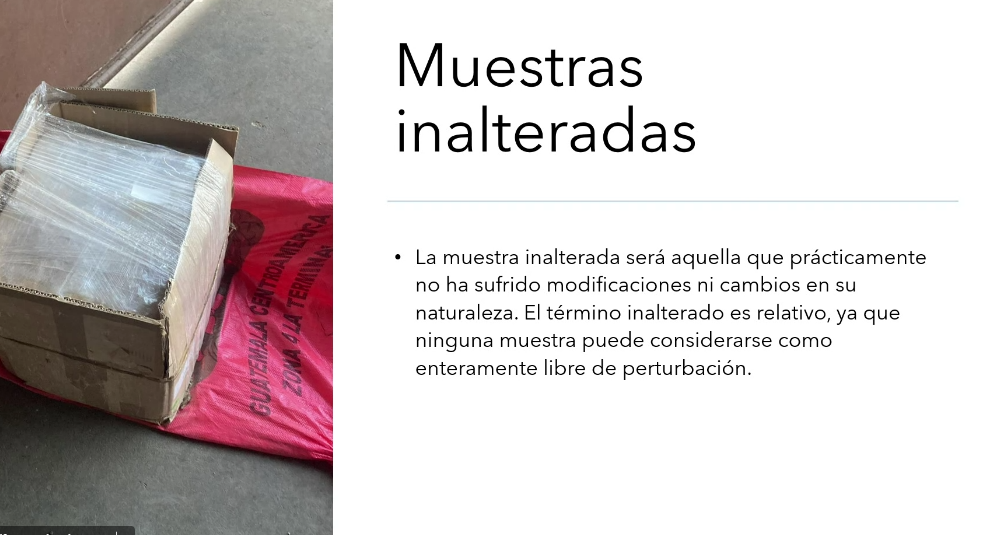 Muestras
inalteradas
• La muestra inalterada será aquella que prácticamente
no ha sufrido modificaciones ni cambios en su
naturaleza. El término inalterado es relativo, ya que
ninguna muestra puede considerarse como
enteramente libre de perturbación.
GUATEMALA CENTROAMERICA
ZONA 4 LA TERMINAL